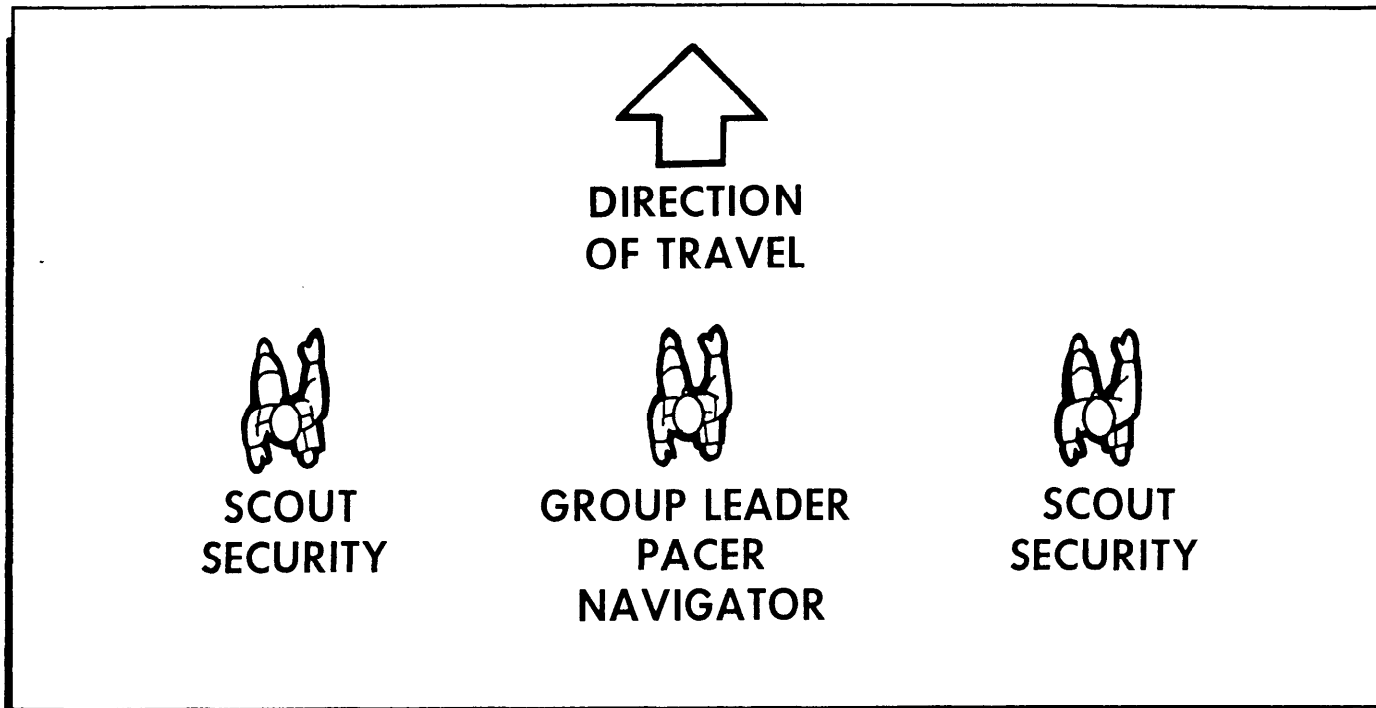 DIRECTION
OF TRAVEL
SCOUT
SECURITY
GROUP LEADER
PACER
NAVIGATOR
SCOUT
SECURITY